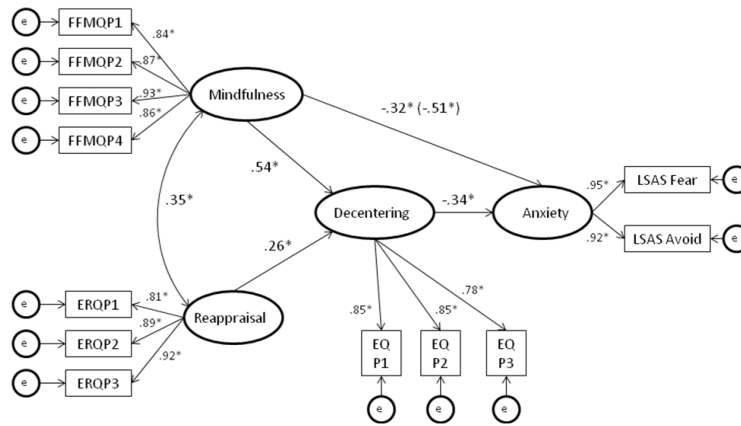 e
FFMQP1
.84*
e
FFMQP2
.87*
e
FFMQP3
.93*
e
FFMQP4
.86*
Mindfulness
-.32* (-.51*)
.54*
.35*
Decentering
-.34*
Anxiety
.95*
LSAS Fear
e
.92*
LSAS Avoid
e
.26*
Reappraisal
e
ERQP1
.81*
e
ERQP2
.89*
e
ERQP3
.92*
.85*
.85*
.78*
EQ
P1
EQ
P2
EQ
P3
e
e
e